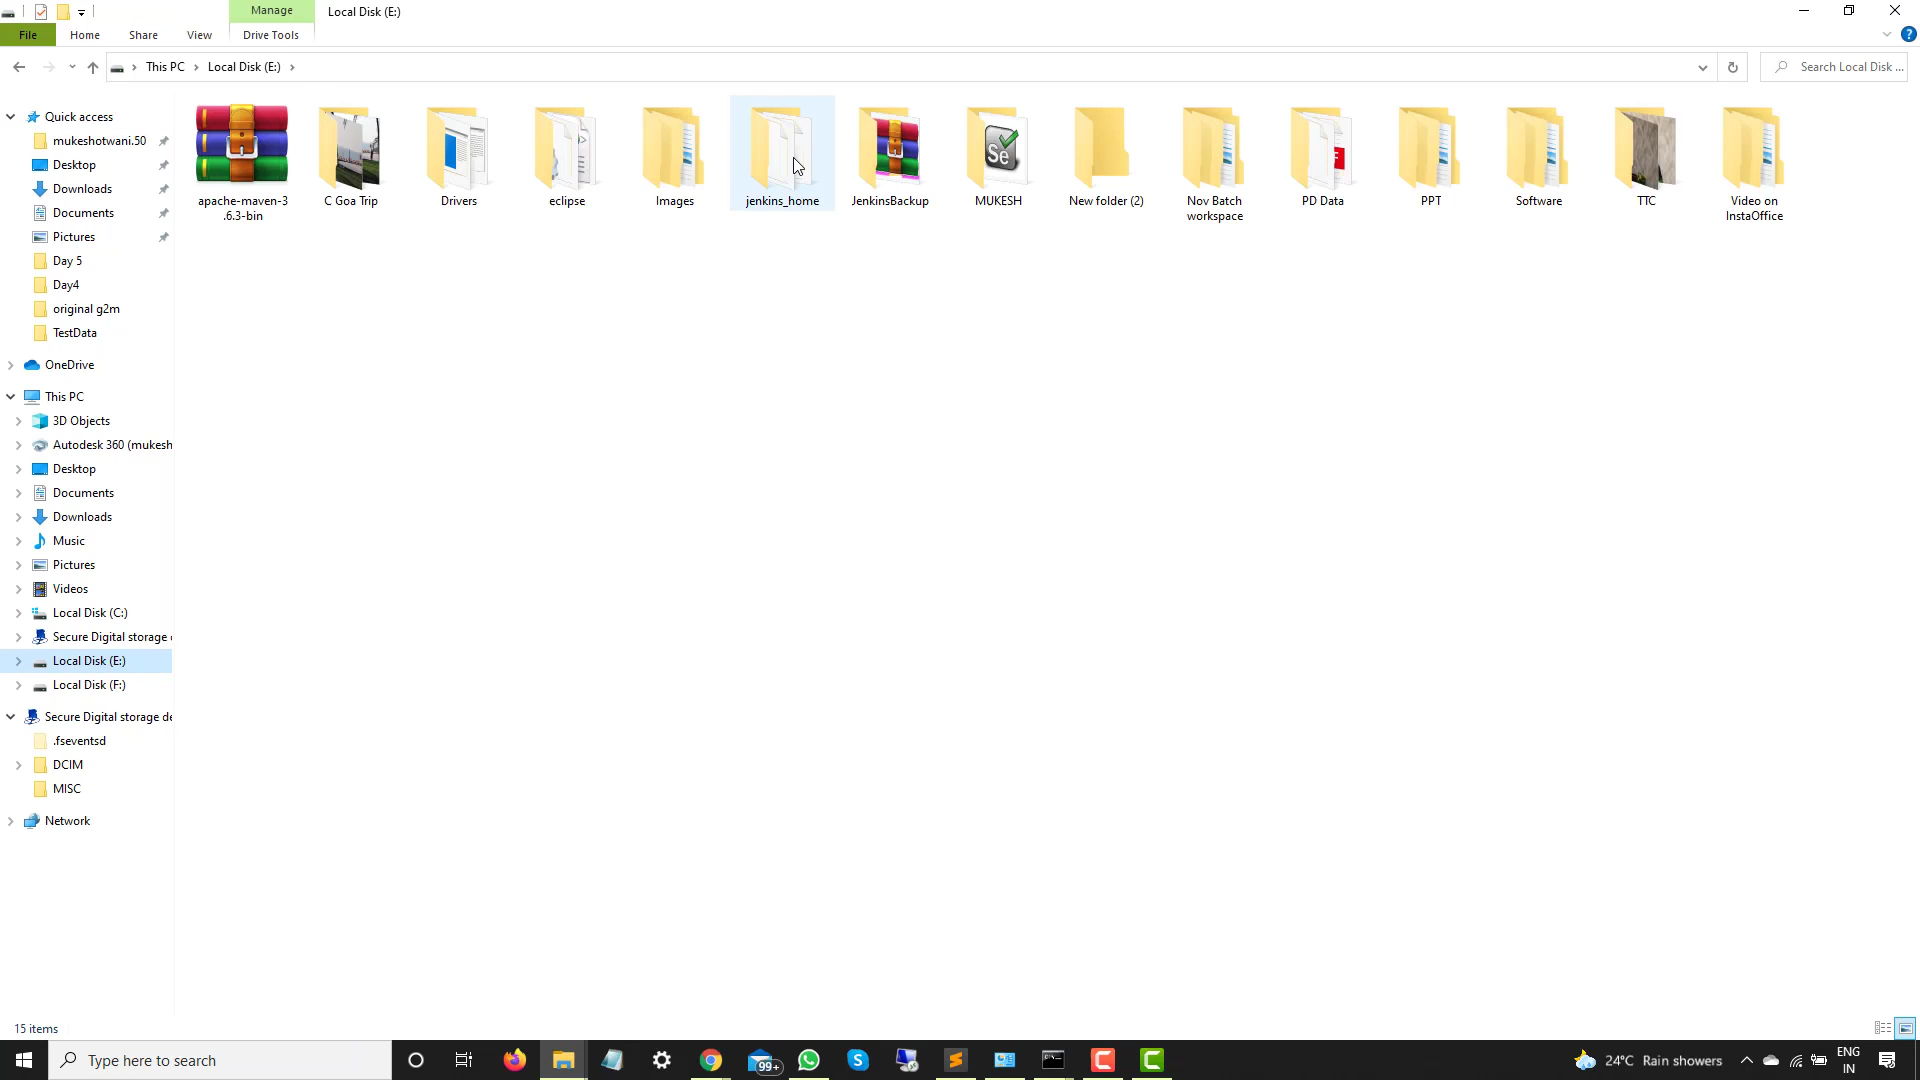 Manage
Local Disk (E:)
File
Home
Share
View
Drive Tools
?
This PC
Local Disk (E:)
Search Local Disk ...
Quick access
mukeshotwani.50
Desktop
Downloads
Documents
Pictures
Day 5
Day4
original g2m
TestData
OneDrive
This PC
3D Objects
Autodesk 360 (mukesh
Desktop
Documents
Downloads
Music
Pictures
Videos
Local Disk (C:)
Secure Digital storage
Local Disk (E:)
Local Disk (F:)
Secure Digital storage de
.fseventsd
DCIM
MISC
Network
apache-maven-3
.6.3-bin
C Goa Trip
Drivers
eclipse
Images
jenkins_home
JenkinsBackup
Se
MUKESH
New folder (2)
Nov Batch
workspace
PD Data
PPT
Software
TTC
Video on
InstaOffice
15 items
Type here to search
99+
24°C Rain showers
ENG
IN